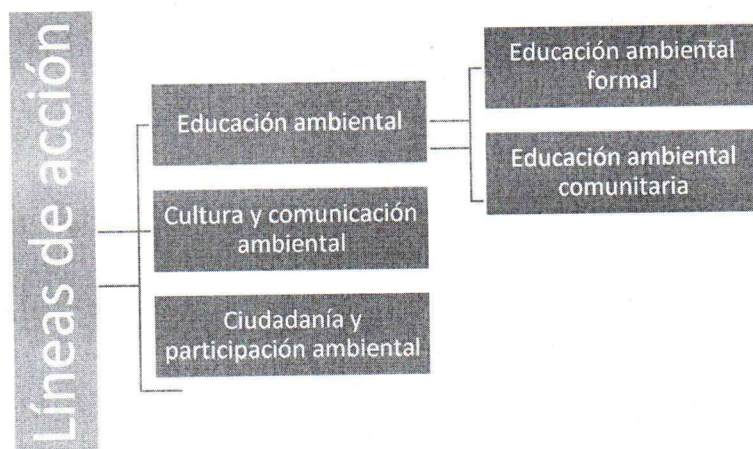 Líneas de acción
Educación ambiental
Cultura y comunicación
ambiental
Ciudadanía y
participación ambiental
Educación ambiental
formal
Educación ambiental
comunitaria